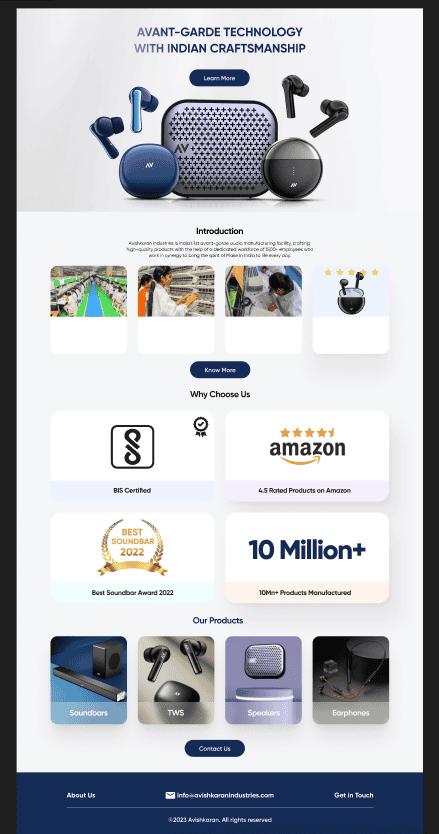 AVANT-GARDE TECHNOLOGY
WITH INDIAN CRAFTSMANSHIP
Learn More
AV
AV
AV
Introduction
Avishkaran Industries is India's 1st avant-garde audio manufacturing facility, crafting
high-quality products with the help of a dedicated workforce of 1500+ employees who
work in synergy to bring the spirit of Make In India to life every day.
Know More
Why Choose Us
BIS Certified
amazon
4.5 Rated Products on Amazon
BEST
SOUNDBAR
2022
Best Soundbar Award 2022
10 Million+
10Mn+ Products Manufactured
Our Products
Soundbars
TWS
Speakers
Earphones
Contact Us
About Us
info@avishkaranindustries.com
Get in Touch
©2023 Avishkaran. All rights reserved